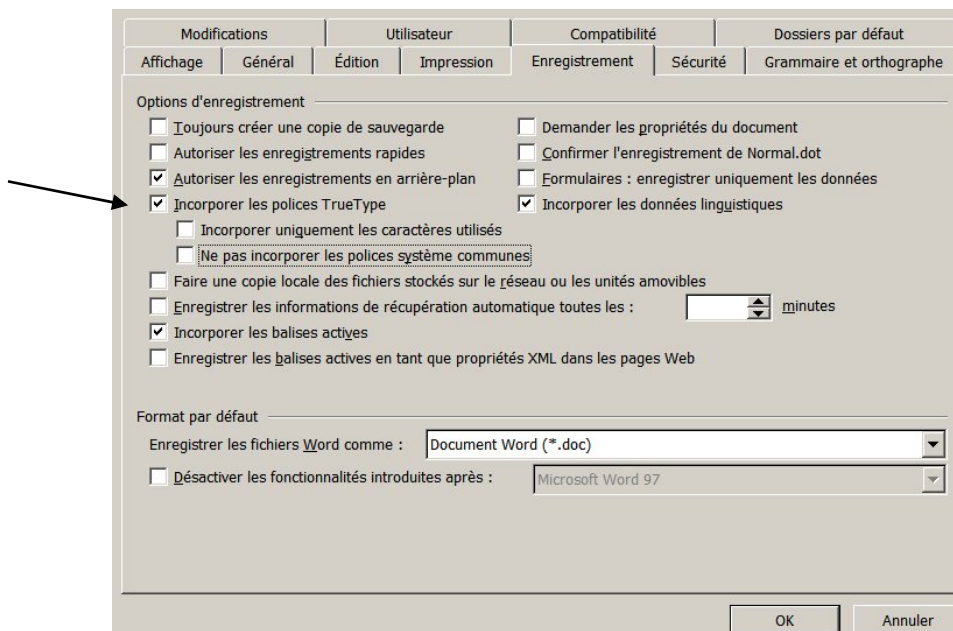 Modifications Utilisateur Compatibilité Dossiers par défaut
Affichage Général Édition Impression Enregistrement Sécurité Grammaire et orthographe
Options d'enregistrement
Toujours créer une copie de sauvegarde Demander les propriétés du document
Autoriser les enregistrements rapides Confirmer l'enregistrement de Normal.dot
Autoriser les enregistrements en arrière-plan Formulaires : enregistrer uniquement les données
Incorporer les polices TrueType Incorporer les données linguistiques
Incorporer uniquement les caractères utilisés
Ne pas incorporer les polices système communes
Faire une copie locale des fichiers stockés sur le réseau ou les unités amovibles
Enregistrer les informations de récupération automatique toutes les : minutes
Incorporer les balises actives
Enregistrer les balises actives en tant que propriétés XML dans les pages Web
Format par défaut
Enregistrer les fichiers Word comme : Document Word (*.doc)
Désactiver les fonctionnalités introduites après : Microsoft Word 97
OK Annuler